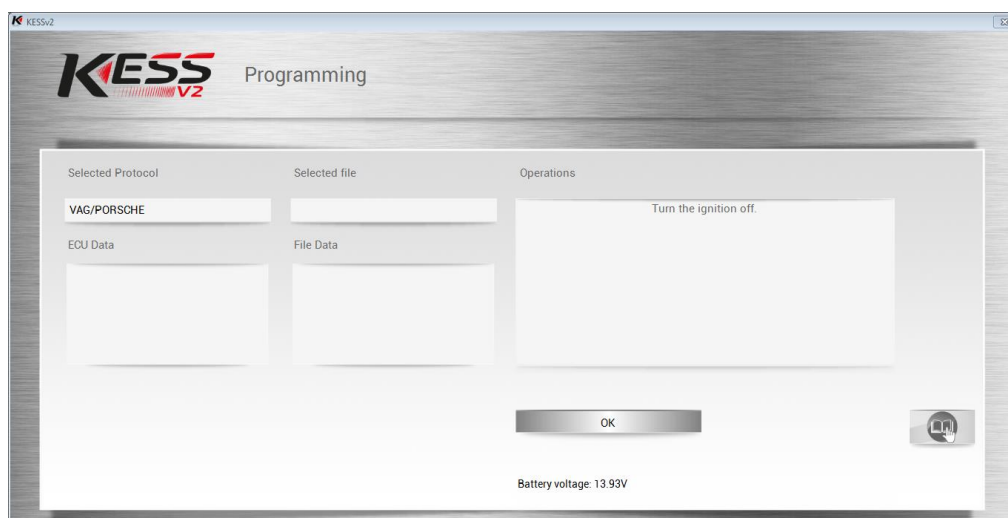 KESSv2
KESS V2
Programming
Selected Protocol
Selected file
Operations
VAG/PORSCHE
Turn the ignition off.
ECU Data
File Data
OK
Battery voltage: 13.93V